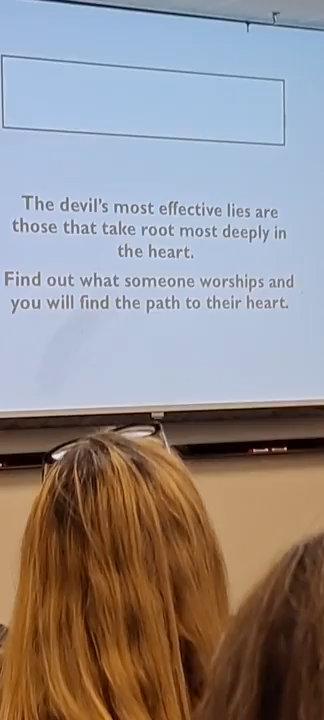 The devil's most effective lies are
those that take root most deeply in
the heart.
Find out what someone worships and
you will find the path to their heart.